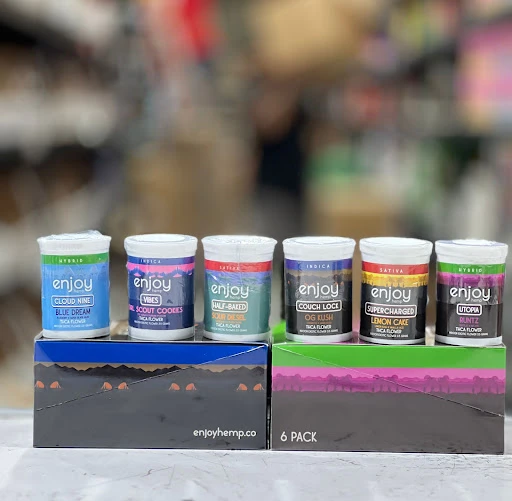 HYBRID
enjoy
CLOUD NINE
BLUE DREAM
THCA FLOWER
INDICA
enjoy
VIBES
SCOUT COOKIES
THCA FLOWER
SATIVA
enjoy
HALF-BAKED
SOUR DIESEL
THCA FLOWER
INDICA
enjoy
COUCH LOCK
OG KUSH
THCA FLOWER
SATIVA
enjoy
SUPERCHARGED
LEMON CAKE
THCA FLOWER
HYBRID
enjoy
UTOPIA
RUNTZ
THCA FLOWER
enjoyhemp.co
6 PACK